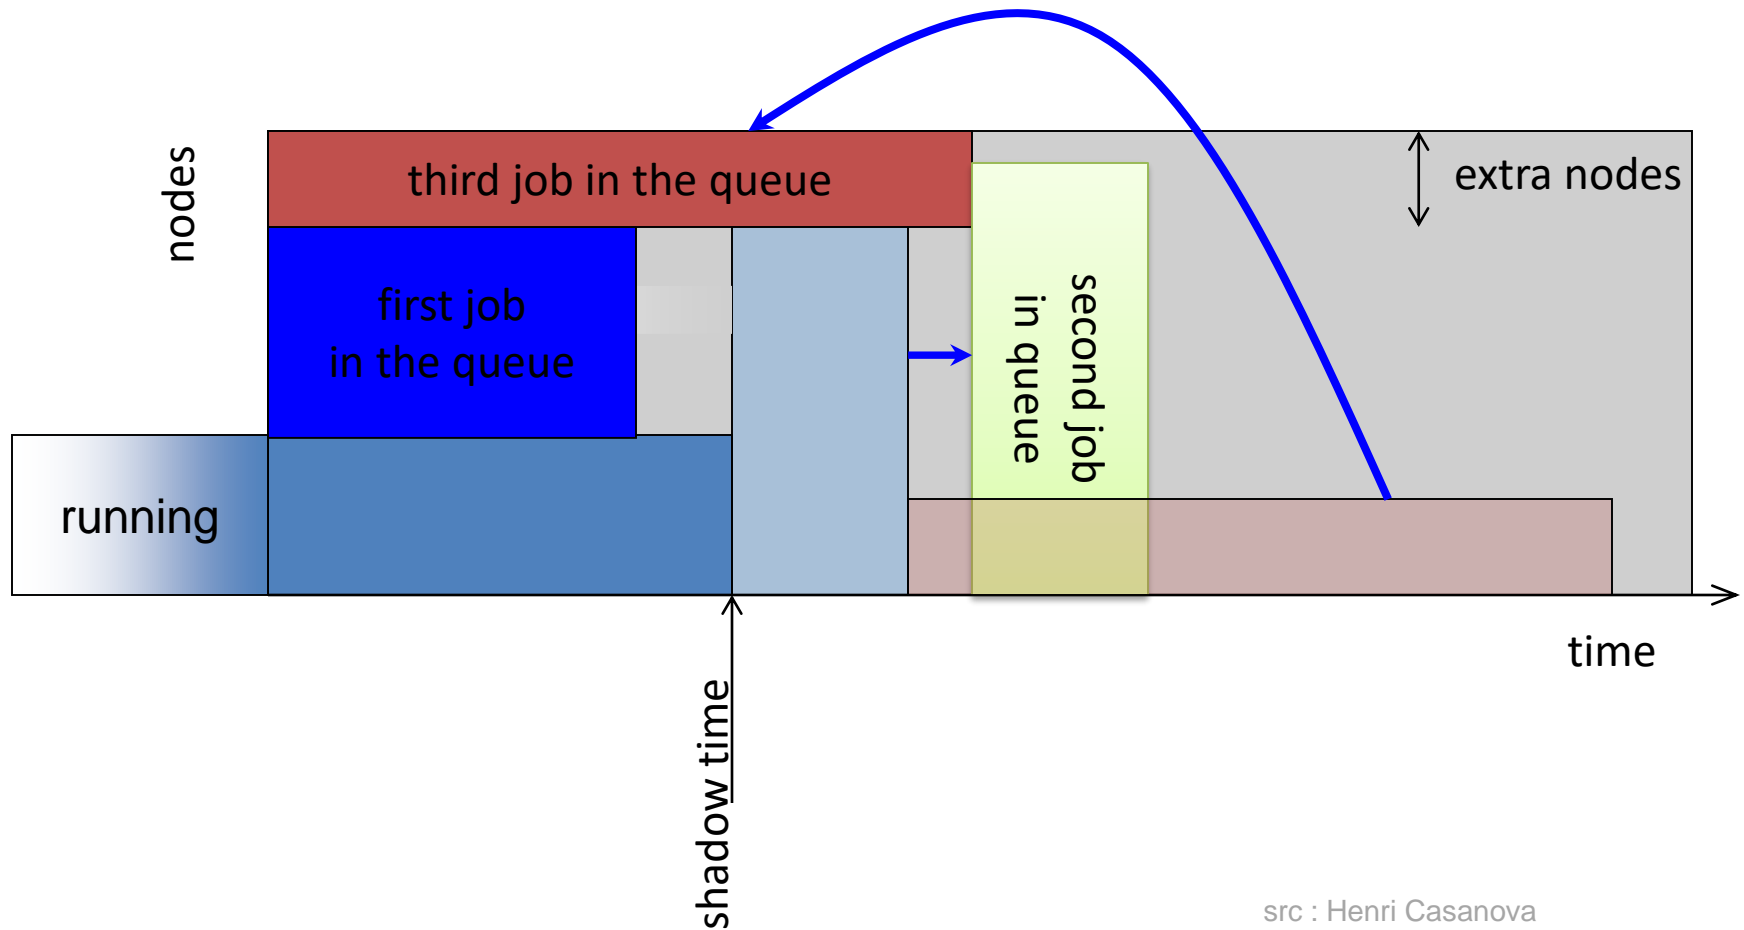 nodes
third job in the queue
extra nodes
first job
in the queue
second job
in queue
running
time
shadow time
src : Henri Casanova